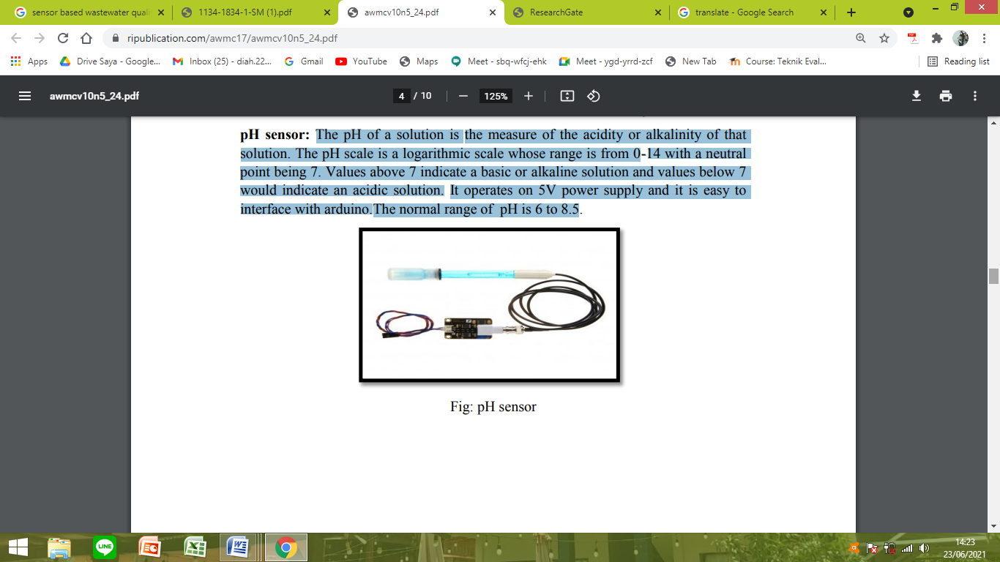 sensor based wastewater quali
1134-1834-1-SM (1).pdf
awmcv10n5_24.pdf
ResearchGate
translate - Google Search
ripublication.com/awmc17/awmcv10n5_24.pdf
Apps
Drive Saya - Google...
Inbox (25) - diah.22...
Gmail
YouTube
Maps
Meet - sbq-wfcj-ehk
Meet - ygd-yrrd-zcf
New Tab
Course: Teknik Eval...
Reading list
awmcv10n5_24.pdf
4 / 10
125%
pH sensor: The pH of a solution is the measure of the acidity or alkalinity of that
solution. The pH scale is a logarithmic scale whose range is from 0-14 with a neutral
point being 7. Values above 7 indicate a basic or alkaline solution and values below 7
would indicate an acidic solution. It operates on 5V power supply and it is easy to
interface with arduino.The normal range of pH is 6 to 8.5.
Fig: pH sensor
LINE
14:23
23/06/2021